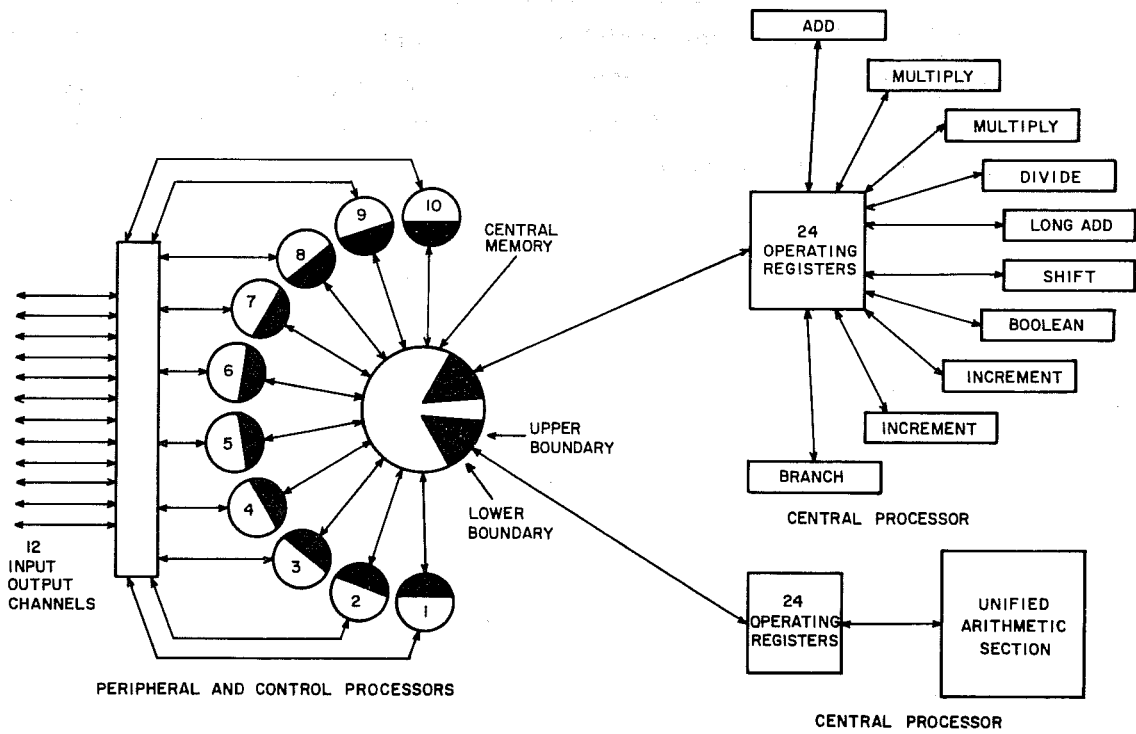 ADD
MULTIPLY
MULTIPLY
DIVIDE
LONG ADD
SHIFT
BOOLEAN
INCREMENT
INCREMENT
BRANCH
24
OPERATING
REGISTERS
CENTRAL PROCESSOR
10
9
8
7
6
5
4
3
2
1
CENTRAL
MEMORY
UPPER
BOUNDARY
LOWER
BOUNDARY
12
INPUT
OUTPUT
CHANNELS
PERIPHERAL AND CONTROL PROCESSORS
24
OPERATING
REGISTERS
UNIFIED
ARITHMETIC
SECTION
CENTRAL PROCESSOR